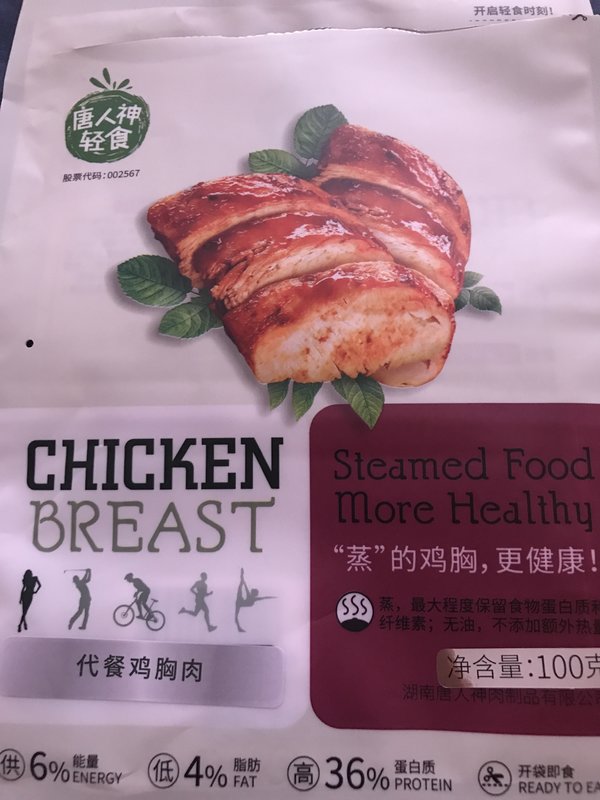 开启轻食时刻!
唐人神
轻食
股票代码:002567
CHICKEN
BREAST
Steamed Food
More Healthy
“蒸”的鸡胸,更健康!
蒸,最大程度保留食物蛋白质和
纤维素;无油,不添加额外热量
代餐鸡胸肉
净含量:100克
湖南唐人神肉制品有限公司
供 6% 能量 ENERGY
低 4% 脂肪 FAT
高 36% 蛋白质 PROTEIN
开袋即食 READY TO EA